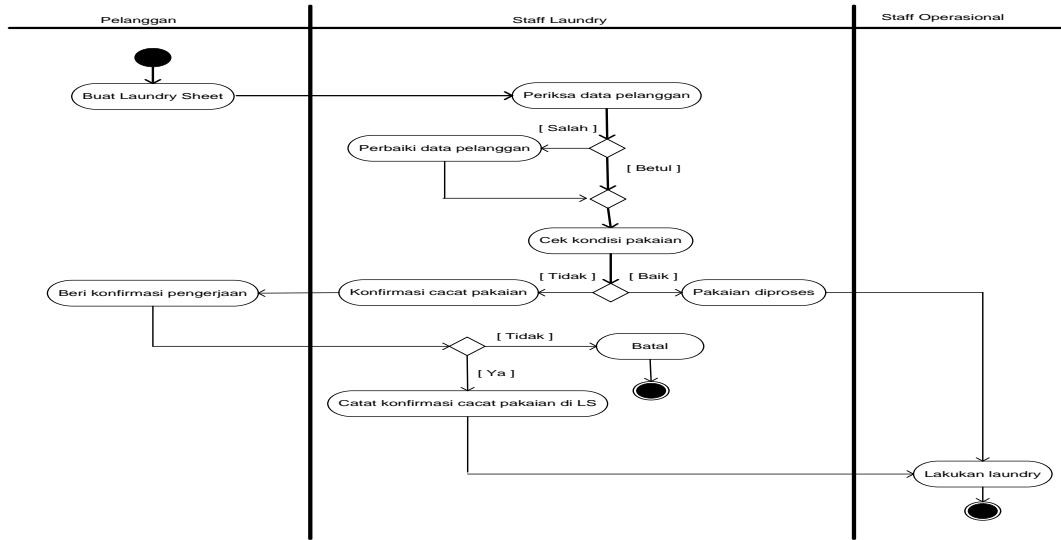 Pelanggan
Staff Laundry
Staff Operasional
Buat Laundry Sheet
Periksa data pelanggan
[ Salah ]
Perbaiki data pelanggan
[ Betul ]
Cek kondisi pakaian
[ Tidak ]
[ Baik ]
Beri konfirmasi pengerjaan
Konfirmasi cacat pakaian
Pakaian diproses
[ Tidak ]
Batal
[ Ya ]
Catat konfirmasi cacat pakaian di LS
Lakukan laundry